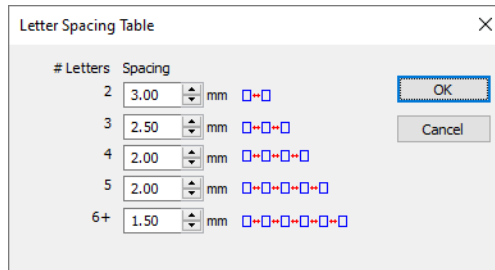 Letter Spacing Table
# Letters Spacing
2 3.00 mm
OK
3 2.50 mm
Cancel
4 2.00 mm
5 2.00 mm
6+ 1.50 mm